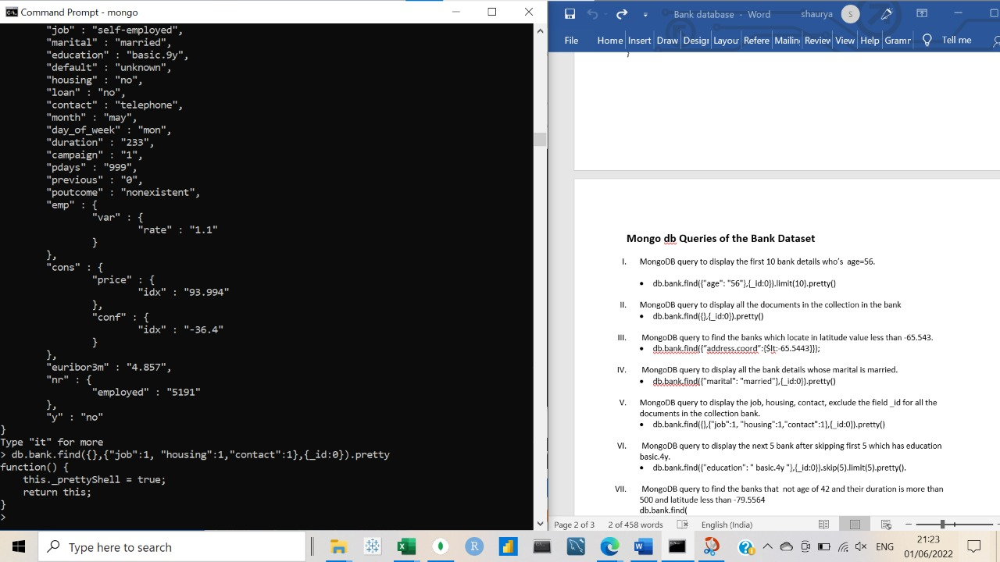 Command Prompt - mongo
"job" : "self-employed",
"marital" : "married",
"education" : "basic.9y",
"default" : "unknown",
"housing" : "no",
"loan" : "no",
"contact" : "telephone",
"month" : "may",
"day_of_week" : "mon",
"duration" : "233",
"campaign" : "1",
"pdays" : "999",
"previous" : "0",
"poutcome" : "nonexistent",
"emp" : {
"var" : {
"rate" : "1.1"
}
},
"cons" : {
"price" : {
"idx" : "93.994"
},
"conf" : {
"idx" : "-36.4"
}
},
"euribor3m" : "4.857",
"nr" : {
"employed" : "5191"
},
"y" : "no"
}
Type "it" for more
> db.bank.find({},{"job":1, "housing":1,"contact":1},{_id:0}).pretty
function() {
this._prettyShell = true;
return this;
}
>
Bank database - Word shaurya S
File Home Insert Draw Desigr Layou Refere Mailin Review View Help Gramr Tell me
}
Mongo db Queries of the Bank Dataset
I. MongoDB query to display the first 10 bank details who's age=56.
• db.bank.find({"age": "56"},{_id:0}).limit(10).pretty()
II. MongoDB query to display all the documents in the collection in the bank
• db.bank.find({},{_id:0}).pretty()
III. MongoDB query to find the banks which locate in latitude value less than -65.543.
• db.bank.find({"address.coord":{$lt:-65.5443}});
IV. MongoDB query to display all the bank details whose marital is married.
• db.bank.find({"marital": "married"},{_id:0}).pretty()
V. MongoDB query to display the job, housing, contact, exclude the field _id for all the
documents in the collection bank.
• db.bank.find({},{"job":1, "housing":1,"contact":1},{_id:0}).pretty()
VI. MongoDB query to display the next 5 bank after skipping first 5 which has education
basic.4y.
• db.bank.find({"education": " basic.4y "},{_id:0}).skip(5).limit(5).pretty().
VII. MongoDB query to find the banks that not age of 42 and their duration is more than
500 and latitude less than -79.5564
db.bank.find(
Page 2 of 3 2 of 458 words English (India)
Type here to search
ENG
21:23
01/06/2022